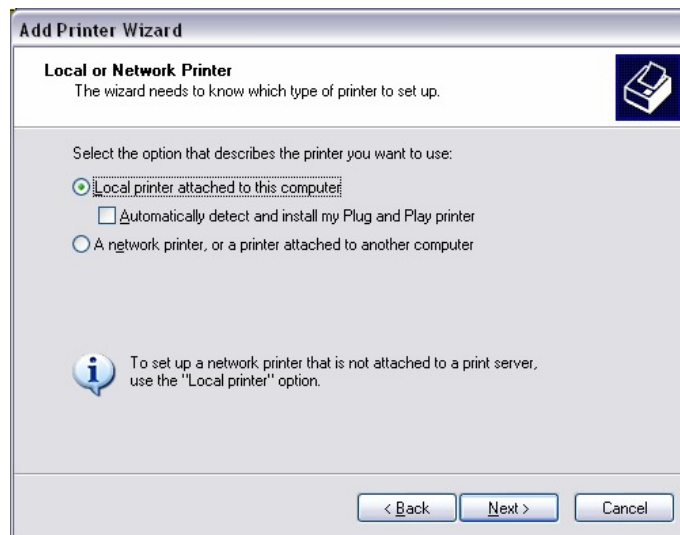 Add Printer Wizard
Local or Network Printer
The wizard needs to know which type of printer to set up.
Select the option that describes the printer you want to use:
Local printer attached to this computer
Automatically detect and install my Plug and Play printer
A network printer, or a printer attached to another computer
To set up a network printer that is not attached to a print server,
use the "Local printer" option.
< Back
Next >
Cancel